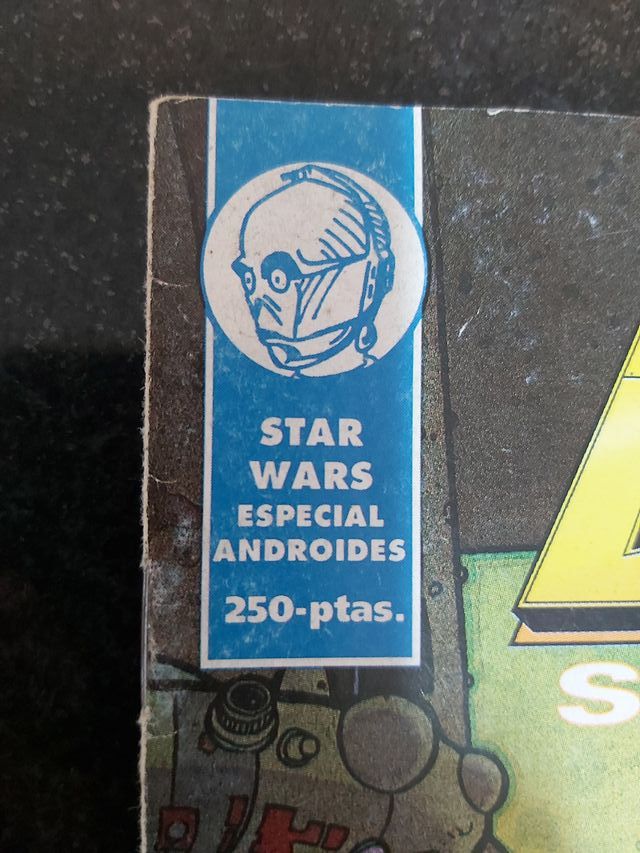 STAR
WARS
ESPECIAL
ANDROIDES
250-ptas.